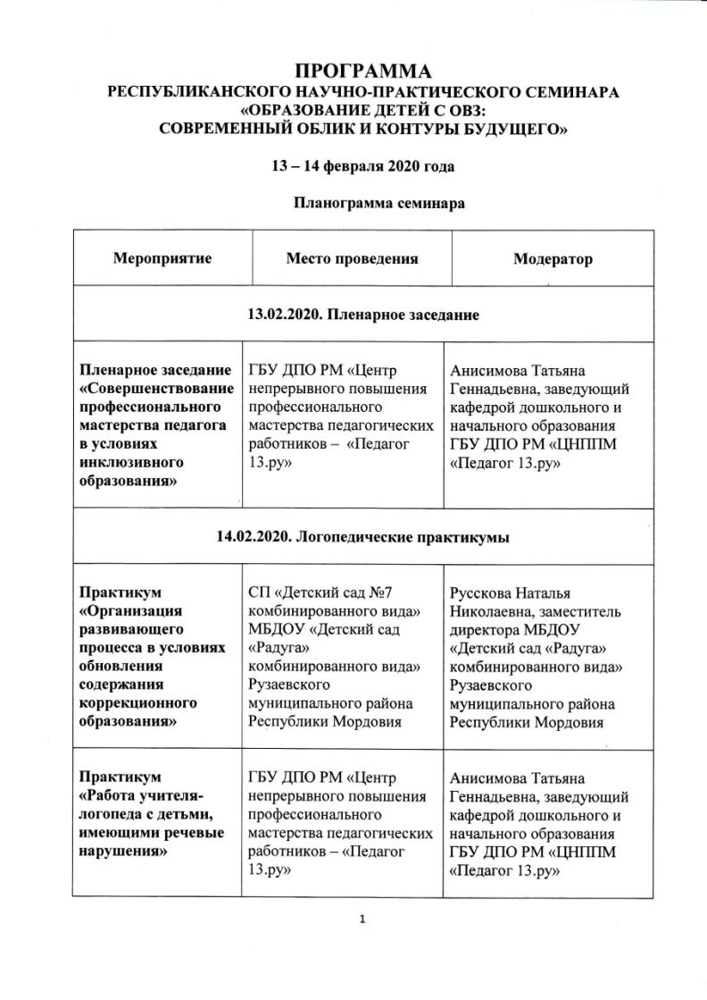 ПРОГРАММА
РЕСПУБЛИКАНСКОГО НАУЧНО-ПРАКТИЧЕСКОГО СЕМИНАРА
«ОБРАЗОВАНИЕ ДЕТЕЙ С ОВЗ:
СОВРЕМЕННЫЙ ОБЛИК И КОНТУРЫ БУДУЩЕГО»
13 – 14 февраля 2020 года
Планограмма семинара
Мероприятие
Место проведения
Модератор
13.02.2020. Пленарное заседание
Пленарное заседание
«Совершенствование
профессионального
мастерства педагога
в условиях
инклюзивного
образования»
ГБУ ДПО РМ «Центр
непрерывного повышения
профессионального
мастерства педагогических
работников – «Педагог
13.ру»
Анисимова Татьяна
Геннадьевна, заведующий
кафедрой дошкольного и
начального образования
ГБУ ДПО РМ «ЦНППМ
«Педагог 13.ру»
14.02.2020. Логопедические практикумы
Практикум
«Организация
развивающего
процесса в условиях
обновления
содержания
коррекционного
образования»
СП «Детский сад №7
комбинированного вида»
МБДОУ «Детский сад
«Радуга»
комбинированного вида»
Рузаевского
муниципального района
Республики Мордовия
Русскова Наталья
Николаевна, заместитель
директора МБДОУ
«Детский сад «Радуга»
комбинированного вида»
Рузаевского
муниципального района
Республики Мордовия
Практикум
«Работа учителя-
логопеда с детьми,
имеющими речевые
нарушения»
ГБУ ДПО РМ «Центр
непрерывного повышения
профессионального
мастерства педагогических
работников – «Педагог
13.ру»
Анисимова Татьяна
Геннадьевна, заведующий
кафедрой дошкольного и
начального образования
ГБУ ДПО РМ «ЦНППМ
«Педагог 13.ру»
1